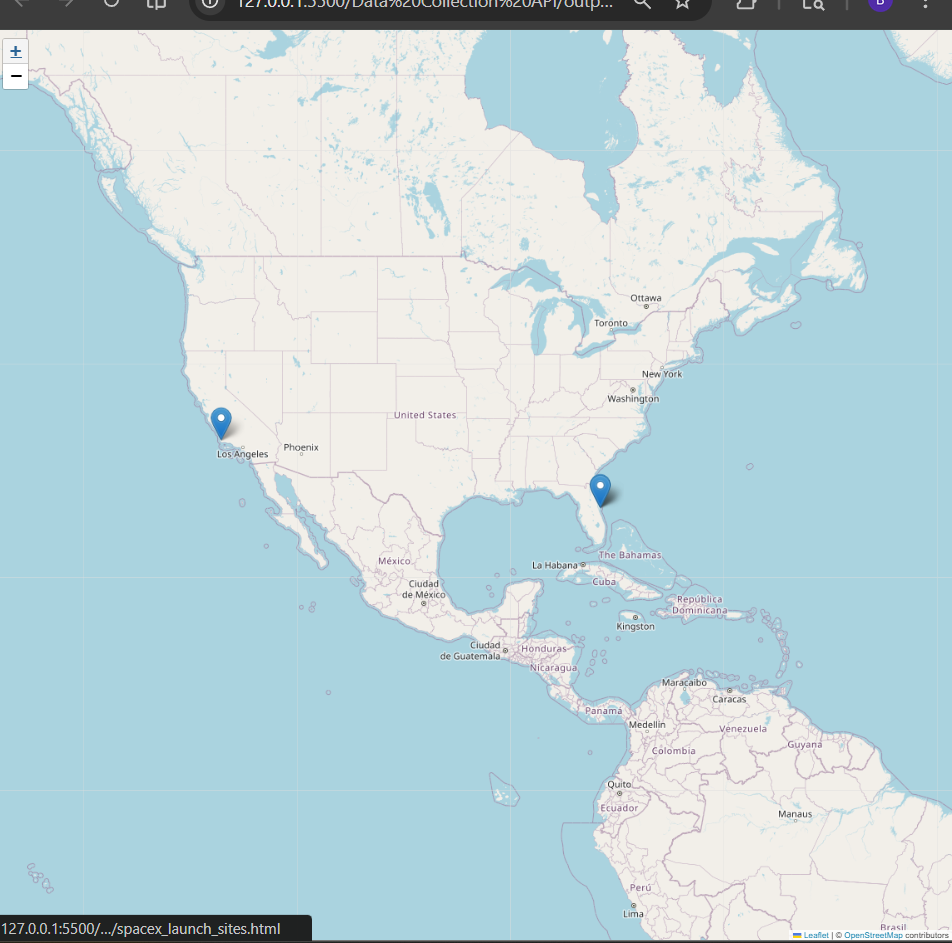 127.0.0.1:5500/Data%20Collection%20API/outp...
B
+
−
Ottawa
Toronto
New York
Washington
United States
Los Angeles
Phoenix
The Bahamas
La Habana
México
Cuba
Ciudad
de México
República
Dominicana
Kingston
Ciudad
de Guatemala
Honduras
Nicaragua
Maracaibo
Caracas
Panamá
Medellín
Venezuela
Guyana
Colombia
Quito
Ecuador
Manaus
Perú
Lima
Brasil
127.0.0.1:5500/.../spacex_launch_sites.html
Leaflet | © OpenStreetMap contributors